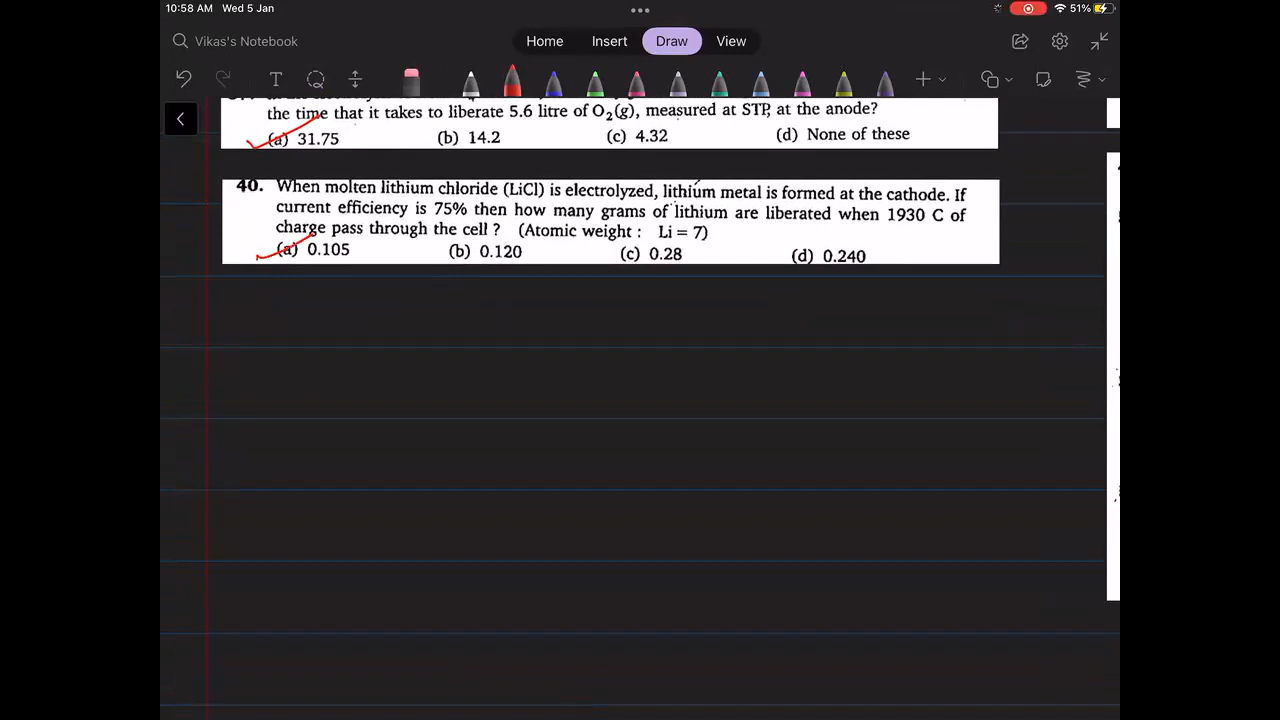 10:58 AM Wed 5 Jan
51%
Vikas's Notebook
Home Insert Draw View
the time that it takes to liberate 5.6 litre of O₂(g), measured at STP, at the anode?
(a) 31.75 (b) 14.2 (c) 4.32 (d) None of these
40. When molten lithium chloride (LiCl) is electrolyzed, lithium metal is formed at the cathode. If
current efficiency is 75% then how many grams of lithium are liberated when 1930 C of
charge pass through the cell ? (Atomic weight : Li = 7)
(a) 0.105 (b) 0.120 (c) 0.28 (d) 0.240